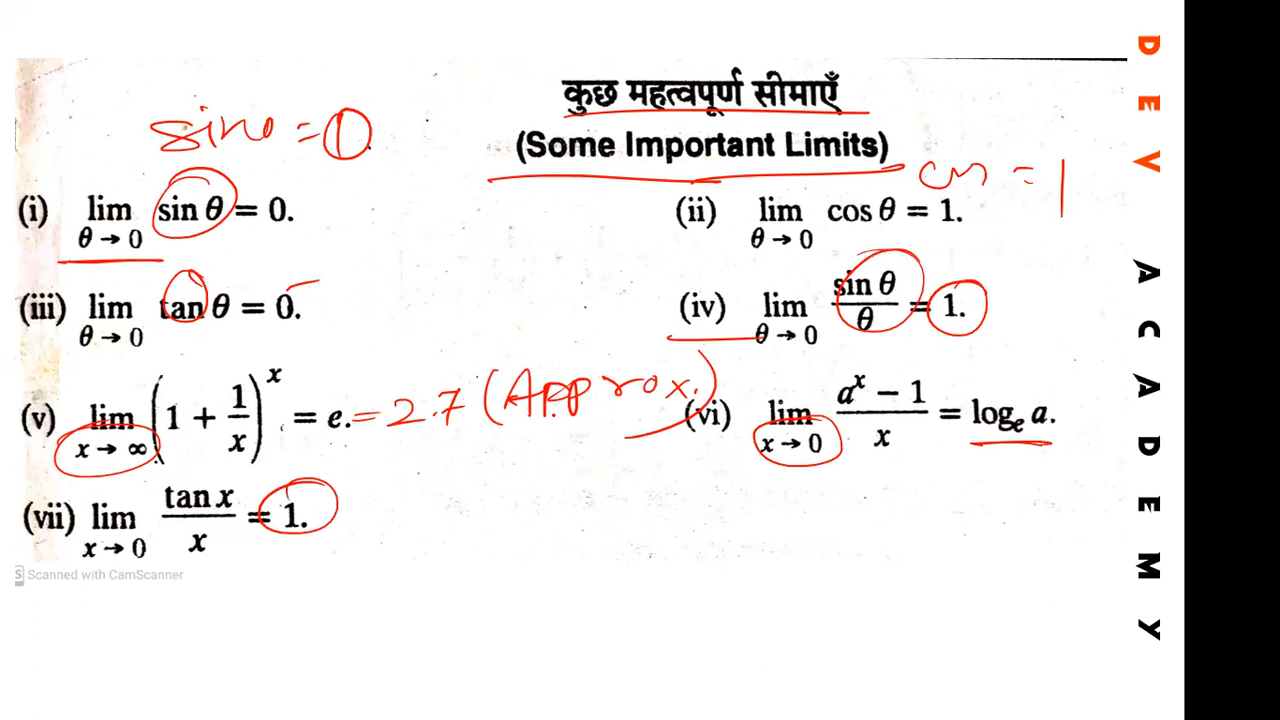 कुछ महत्वपूर्ण सीमाएँ
(Some Important Limits)
sin0 = 0
cos = 1
(i) lim θ → 0 sin θ = 0.
(ii) lim θ → 0 cos θ = 1.
(iii) lim θ → 0 tan θ = 0.
(iv) lim θ → 0 sin θ / θ = 1.
(v) lim x → ∞ (1 + 1/x)^x = e. = 2.7 (Approx.)
(vi) lim x → 0 a^x − 1 / x = log_e a.
(vii) lim x → 0 tan x / x = 1.
S Scanned with CamScanner
DEV ACADEMY